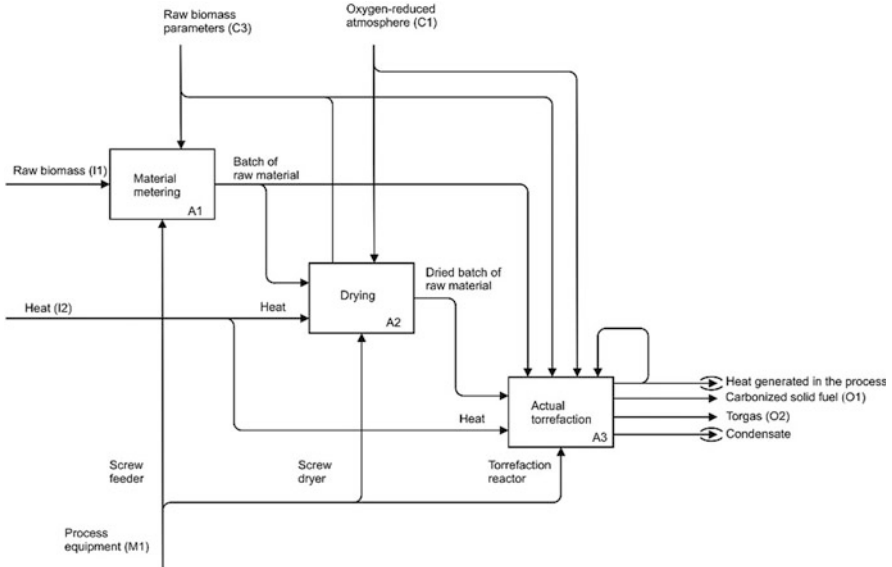 Raw biomass
parameters (C3)
Oxygen-reduced
atmosphere (C1)
Raw biomass (I1)
Material
metering
A1
Batch of
raw material
Drying
A2
Dried batch of
raw material
Heat (I2)
Heat
Actual
torrefaction
A3
Heat generated in the process
Carbonized solid fuel (O1)
Torgas (O2)
Condensate
Heat
Screw
feeder
Screw
dryer
Torrefaction
reactor
Process
equipment (M1)